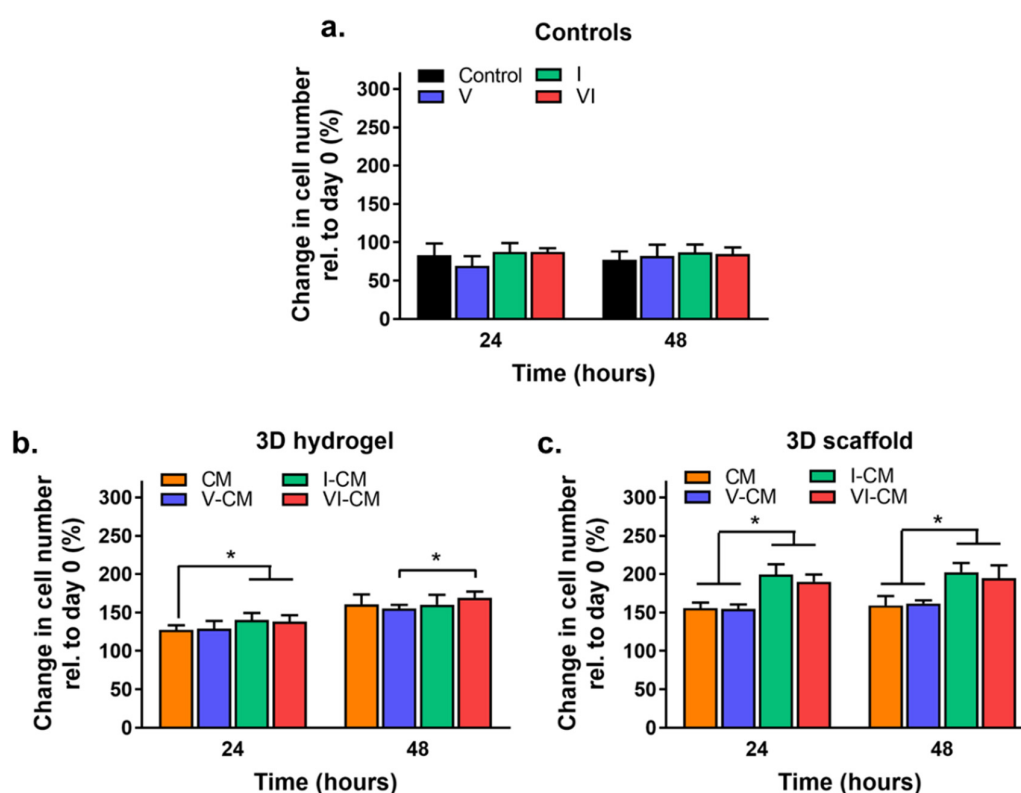 a.
Controls
Control
I
V
VI
Change in cell number
rel. to day 0 (%)
300
250
200
150
100
50
0
24
48
Time (hours)
b.
3D hydrogel
CM
I-CM
V-CM
VI-CM
Change in cell number
rel. to day 0 (%)
300
250
200
150
100
50
0
*
*
24
48
Time (hours)
c.
3D scaffold
CM
I-CM
V-CM
VI-CM
Change in cell number
rel. to day 0 (%)
300
250
200
150
100
50
0
*
*
24
48
Time (hours)